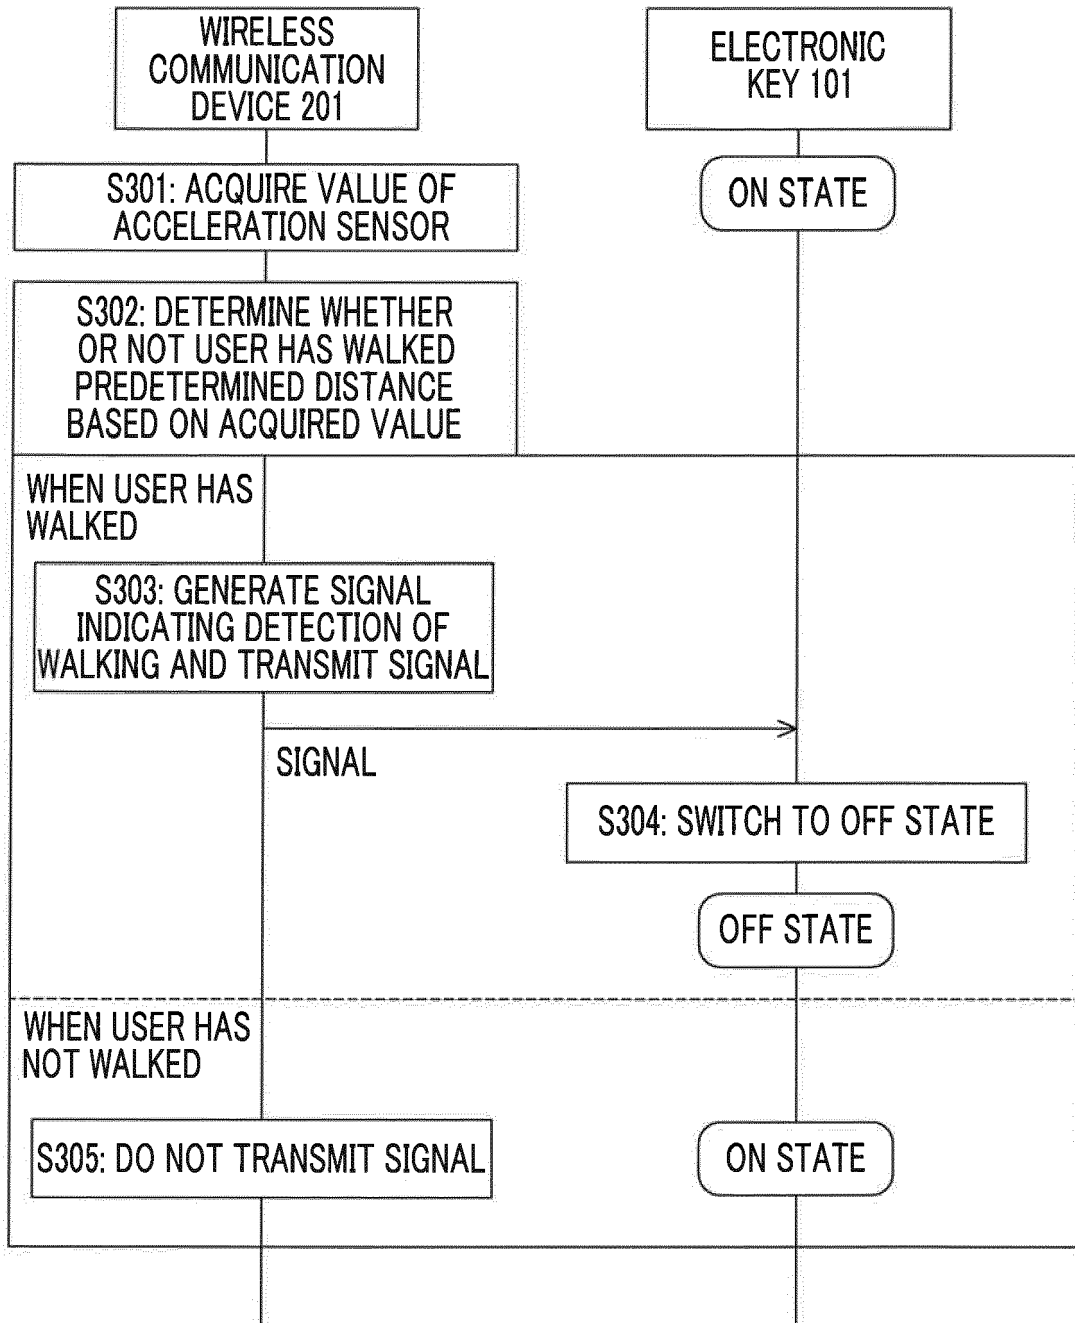 WIRELESS
COMMUNICATION
DEVICE 201
ELECTRONIC
KEY 101
S301: ACQUIRE VALUE OF
ACCELERATION SENSOR
ON STATE
S302: DETERMINE WHETHER
OR NOT USER HAS WALKED
PREDETERMINED DISTANCE
BASED ON ACQUIRED VALUE
WHEN USER HAS
WALKED
S303: GENERATE SIGNAL
INDICATING DETECTION OF
WALKING AND TRANSMIT SIGNAL
SIGNAL
S304: SWITCH TO OFF STATE
OFF STATE
WHEN USER HAS
NOT WALKED
S305: DO NOT TRANSMIT SIGNAL
ON STATE